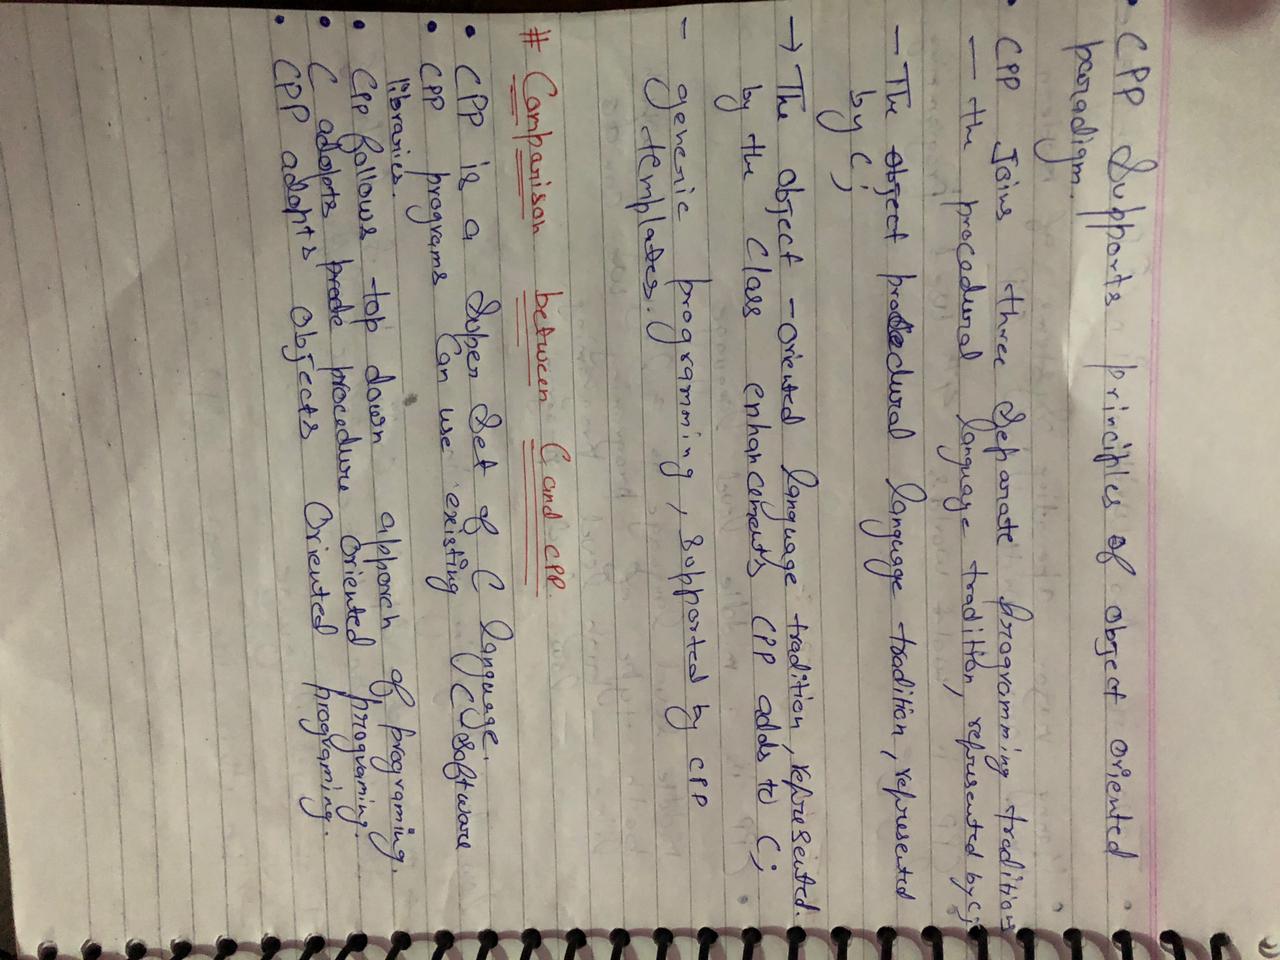 • CPP Supports principles of object oriented
paradigm.
• CPP Joins three Separate programming traditions
— the procedural language tradition, represented by C;
— The object procedural language tradition, represented
by C;
→ The object-oriented language tradition, represented.
by the Class enhancements CPP adds to C;
— generic programming, supported by CPP
templates.
# Comparison between C and CPP.
• CPP is a Super Set of C language.
• CPP programs Can use existing (C) software
libraries.
• Cpp follows top down apporch of programing.
• C adopts procedure oriented programing.
• CPP adopts objects Oriented programing.